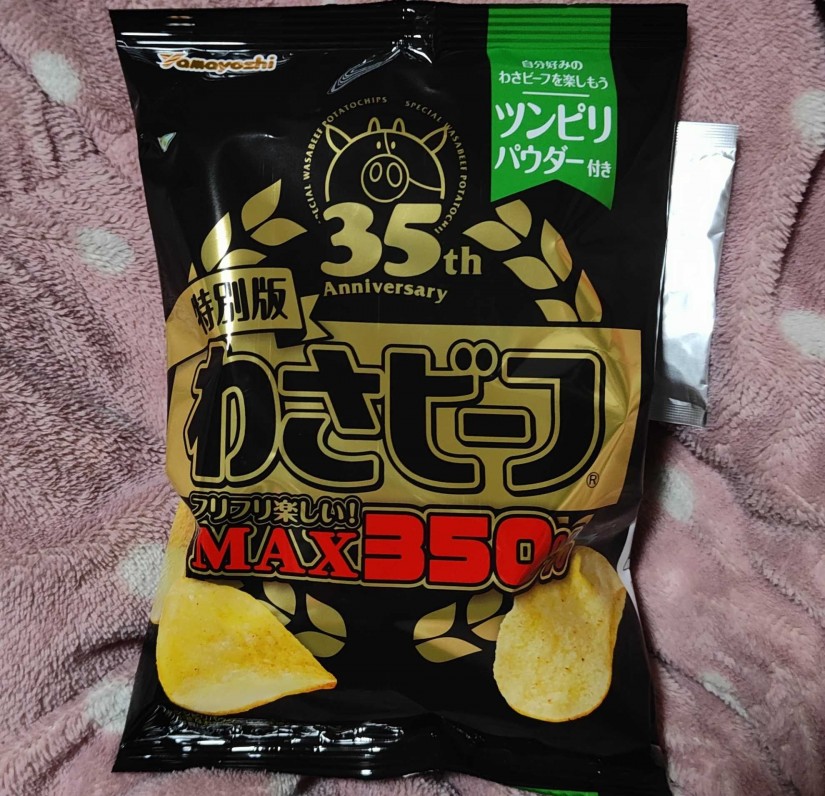 Yamayoshi
自分好みの
わさビーフを楽しもう
ツンピリ
パウダー付き
SPECIAL WASABEEF POTATOCHIPS SPECIAL WASABEEF POTATOCHIPS
35th
Anniversary
特別版
わさビーフ®
フリフリ楽しい!
MAX350%